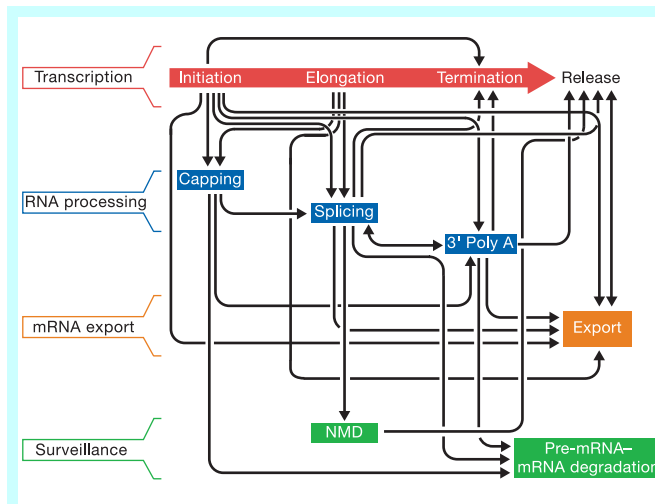 Transcription
Initiation
Elongation
Termination
Release
Capping
RNA processing
Splicing
3' Poly A
mRNA export
Export
NMD
Surveillance
Pre-mRNA–
mRNA degradation